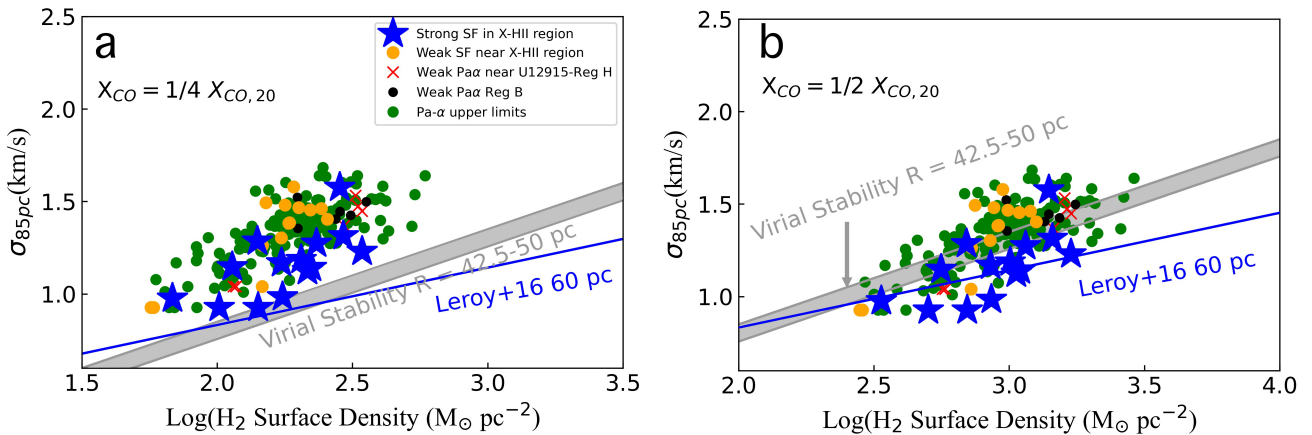 a
X_CO = 1/4 X_CO,20
Strong SF in X-HII region
Weak SF near X-HII region
Weak Paα near U12915-Reg H
Weak Paα Reg B
Pa-α upper limits
Virial Stability R = 42.5-50 pc
Leroy+16 60 pc
2.5
2.0
1.5
1.0
σ85pc(km/s)
1.5 2.0 2.5 3.0 3.5
Log(H2 Surface Density (M⊙ pc−2)
b
X_CO = 1/2 X_CO,20
Virial Stability R = 42.5-50 pc
Leroy+16 60 pc
2.5
2.0
1.5
1.0
σ85pc(km/s)
2.0 2.5 3.0 3.5 4.0
Log(H2 Surface Density (M⊙ pc−2)